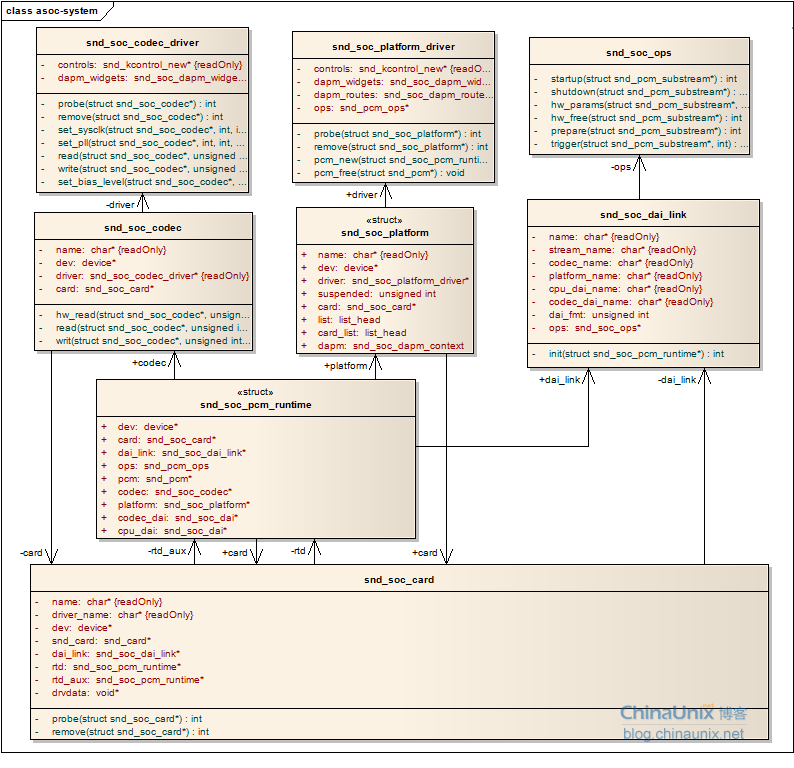 class asoc-system
snd_soc_codec_driver
- controls: snd_kcontrol_new* {readOnly}
- dapm_widgets: snd_soc_dapm_widge...
- probe(struct snd_soc_codec*) : int
- remove(struct snd_soc_codec*) : int
- set_sysclk(struct snd_soc_codec*, int, i...
- set_pll(struct snd_soc_codec*, int, int, ...
- read(struct snd_soc_codec*, unsigned ...
- write(struct snd_soc_codec*, unsigned ...
- set_bias_level(struct snd_soc_codec*, ...
snd_soc_platform_driver
- controls: snd_kcontrol_new* {readO...
- dapm_widgets: snd_soc_dapm_wid...
- dapm_routes: snd_soc_dapm_route...
- ops: snd_pcm_ops*
- probe(struct snd_soc_platform*) : int
- remove(struct snd_soc_platform*) : int
- pcm_new(struct snd_soc_pcm_runti...
- pcm_free(struct snd_pcm*) : void
snd_soc_ops
- startup(struct snd_pcm_substream*) : int
- shutdown(struct snd_pcm_substream*) : ...
- hw_params(struct snd_pcm_substream*, ...
- hw_free(struct snd_pcm_substream*) : int
- prepare(struct snd_pcm_substream*) : int
- trigger(struct snd_pcm_substream*, int) : ...
-driver
+driver
-ops
snd_soc_codec
- name: char* {readOnly}
- dev: device*
- driver: snd_soc_codec_driver* {readOnly}
- card: snd_soc_card*
- hw_read(struct snd_soc_codec*, unsign...
- read(struct snd_soc_codec*, unsigned i...
- writ(struct snd_soc_codec*, unsigned int...
«struct»
snd_soc_platform
+ name: char* {readOnly}
+ dev: device*
+ driver: snd_soc_platform_driver*
+ suspended: unsigned int
+ card: snd_soc_card*
+ list: list_head
+ card_list: list_head
+ dapm: snd_soc_dapm_context
snd_soc_dai_link
- name: char* {readOnly}
- stream_name: char* {readOnly}
- codec_name: char* {readOnly}
- platform_name: char* {readOnly}
- cpu_dai_name: char* {readOnly}
- codec_dai_name: char* {readOnly}
- dai_fmt: unsigned int
- ops: snd_soc_ops*
- init(struct snd_soc_pcm_runtime*) : int
+codec
+platform
+dai_link
-dai_link
«struct»
snd_soc_pcm_runtime
+ dev: device*
+ card: snd_soc_card*
+ dai_link: snd_soc_dai_link*
+ ops: snd_pcm_ops
+ pcm: snd_pcm*
+ codec: snd_soc_codec*
+ platform: snd_soc_platform*
+ codec_dai: snd_soc_dai*
+ cpu_dai: snd_soc_dai*
-card
-rtd_aux
+card
-rtd
+card
snd_soc_card
- name: char* {readOnly}
- driver_name: char* {readOnly}
- dev: device*
- snd_card: snd_card*
- dai_link: snd_soc_dai_link*
- rtd: snd_soc_pcm_runtime*
- rtd_aux: snd_soc_pcm_runtime*
- drvdata: void*
- probe(struct snd_soc_card*) : int
- remove(struct snd_soc_card*) : int
ChinaUnix 博客
blog.chinaunix.net